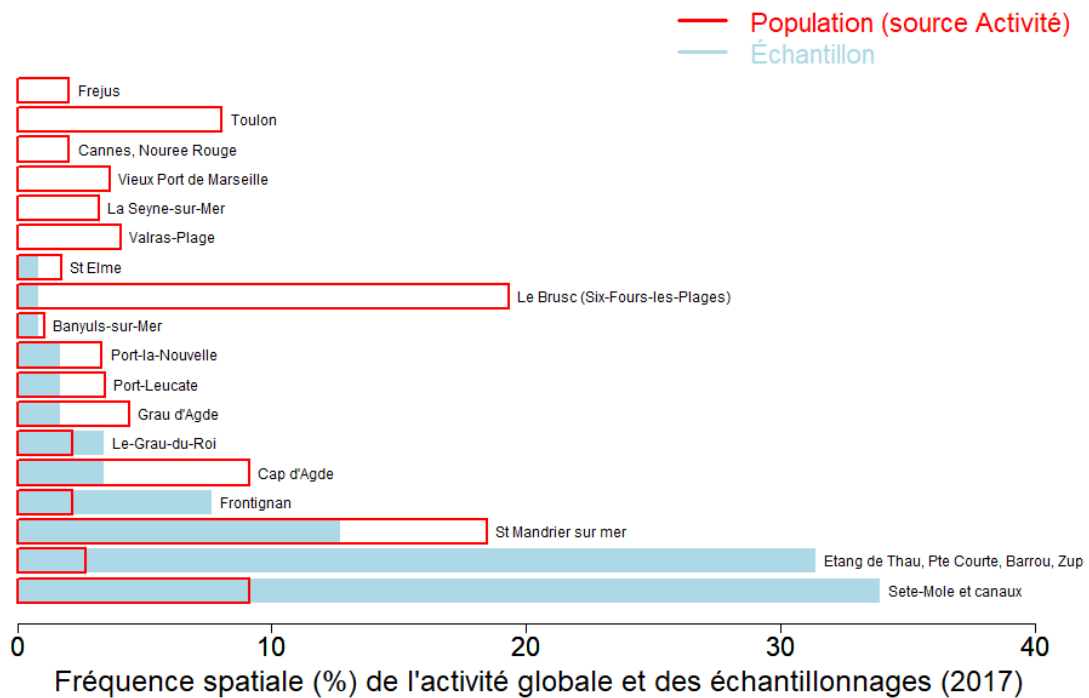 Population (source Activité)
Échantillon
Frejus
Toulon
Cannes, Nouree Rouge
Vieux Port de Marseille
La Seyne-sur-Mer
Valras-Plage
St Elme
Le Brusc (Six-Fours-les-Plages)
Banyuls-sur-Mer
Port-la-Nouvelle
Port-Leucate
Grau d'Agde
Le-Grau-du-Roi
Cap d'Agde
Frontignan
St Mandrier sur mer
Etang de Thau, Pte Courte, Barrou, Zup
Sete-Mole et canaux
0 10 20 30 40
Fréquence spatiale (%) de l'activité globale et des échantillonnages (2017)